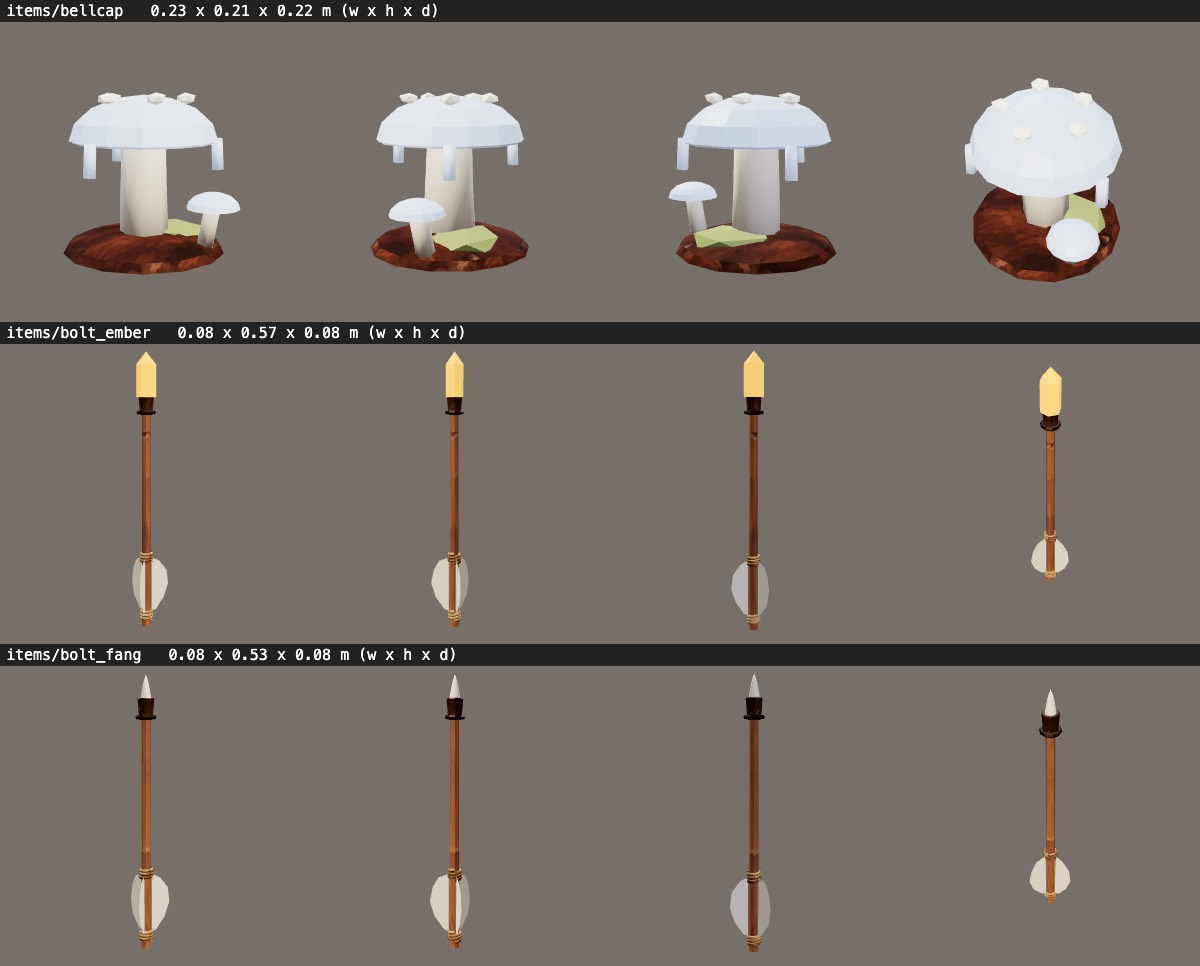 items/bellcap   0.23 x 0.21 x 0.22 m (w x h x d)
items/bolt_ember   0.08 x 0.57 x 0.08 m (w x h x d)
items/bolt_fang   0.08 x 0.53 x 0.08 m (w x h x d)